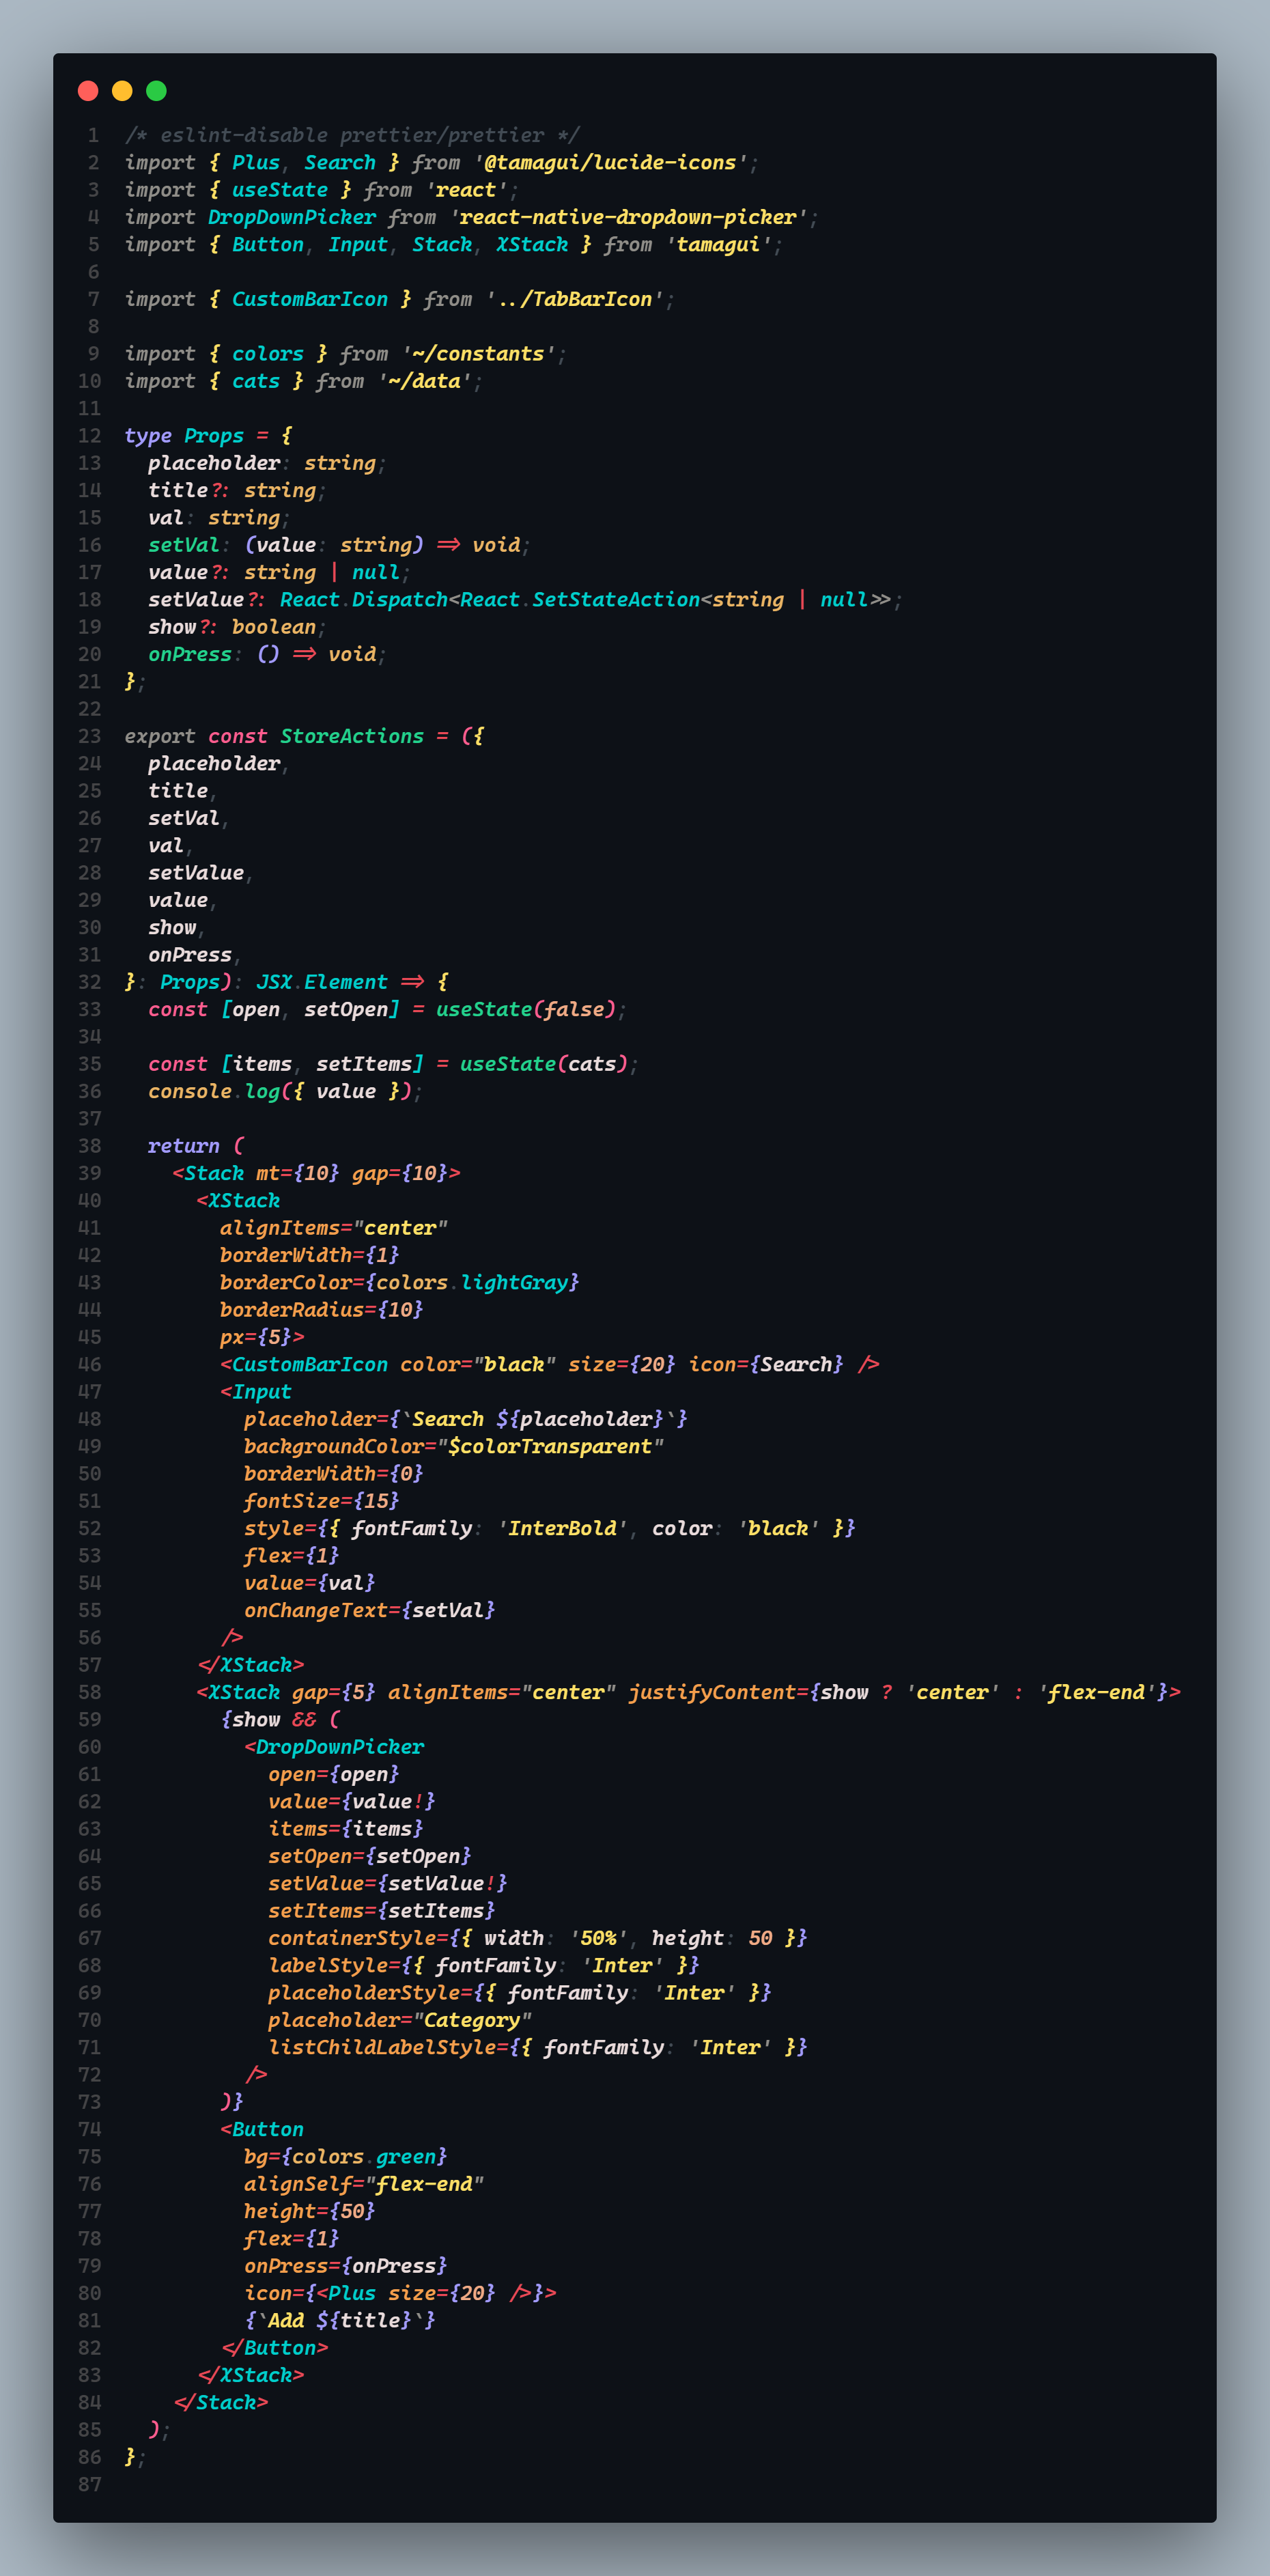 1 /* eslint-disable prettier/prettier */
2 import { Plus, Search } from '@tamagui/lucide-icons';
3 import { useState } from 'react';
4 import DropDownPicker from 'react-native-dropdown-picker';
5 import { Button, Input, Stack, XStack } from 'tamagui';
6
7 import { CustomBarIcon } from '../TabBarIcon';
8
9 import { colors } from '~/constants';
10 import { cats } from '~/data';
11
12 type Props = {
13   placeholder: string;
14   title?: string;
15   val: string;
16   setVal: (value: string) => void;
17   value?: string | null;
18   setValue?: React.Dispatch<React.SetStateAction<string | null>>;
19   show?: boolean;
20   onPress: () => void;
21 };
22
23 export const StoreActions = ({
24   placeholder,
25   title,
26   setVal,
27   val,
28   setValue,
29   value,
30   show,
31   onPress,
32 }: Props): JSX.Element => {
33   const [open, setOpen] = useState(false);
34
35   const [items, setItems] = useState(cats);
36   console.log({ value });
37
38   return (
39     <Stack mt={10} gap={10}>
40       <XStack
41         alignItems="center"
42         borderWidth={1}
43         borderColor={colors.lightGray}
44         borderRadius={10}
45         px={5}>
46         <CustomBarIcon color="black" size={20} icon={Search} />
47         <Input
48           placeholder={`Search ${placeholder}`}
49           backgroundColor="$colorTransparent"
50           borderWidth={0}
51           fontSize={15}
52           style={{ fontFamily: 'InterBold', color: 'black' }}
53           flex={1}
54           value={val}
55           onChangeText={setVal}
56         />
57       </XStack>
58       <XStack gap={5} alignItems="center" justifyContent={show ? 'center' : 'flex-end'}>
59         {show && (
60           <DropDownPicker
61             open={open}
62             value={value!}
63             items={items}
64             setOpen={setOpen}
65             setValue={setValue!}
66             setItems={setItems}
67             containerStyle={{ width: '50%', height: 50 }}
68             labelStyle={{ fontFamily: 'Inter' }}
69             placeholderStyle={{ fontFamily: 'Inter' }}
70             placeholder="Category"
71             listChildLabelStyle={{ fontFamily: 'Inter' }}
72           />
73         )}
74         <Button
75           bg={colors.green}
76           alignSelf="flex-end"
77           height={50}
78           flex={1}
79           onPress={onPress}
80           icon={<Plus size={20} />}>
81           {`Add ${title}`}
82         </Button>
83       </XStack>
84     </Stack>
85   );
86 };
87